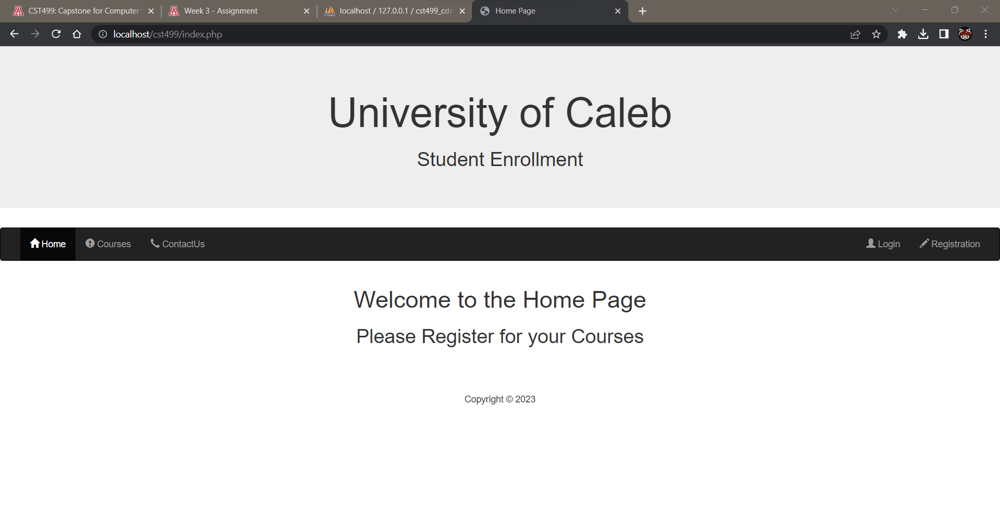 CST499: Capstone for Computer
Week 3 - Assignment
localhost / 127.0.0.1 / cst499_cdr
Home Page
localhost/cst499/index.php
University of Caleb
Student Enrollment
Home Courses ContactUs Login Registration
Welcome to the Home Page
Please Register for your Courses
Copyright © 2023